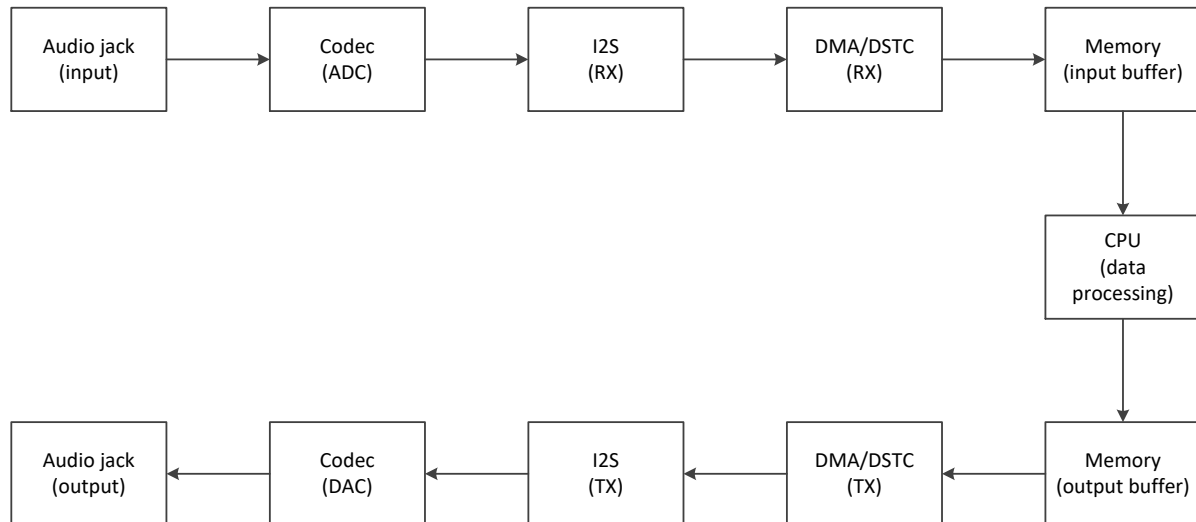 Audio jack
(input)
Codec
(ADC)
I2S
(RX)
DMA/DSTC
(RX)
Memory
(input buffer)
CPU
(data
processing)
Audio jack
(output)
Codec
(DAC)
I2S
(TX)
DMA/DSTC
(TX)
Memory
(output buffer)